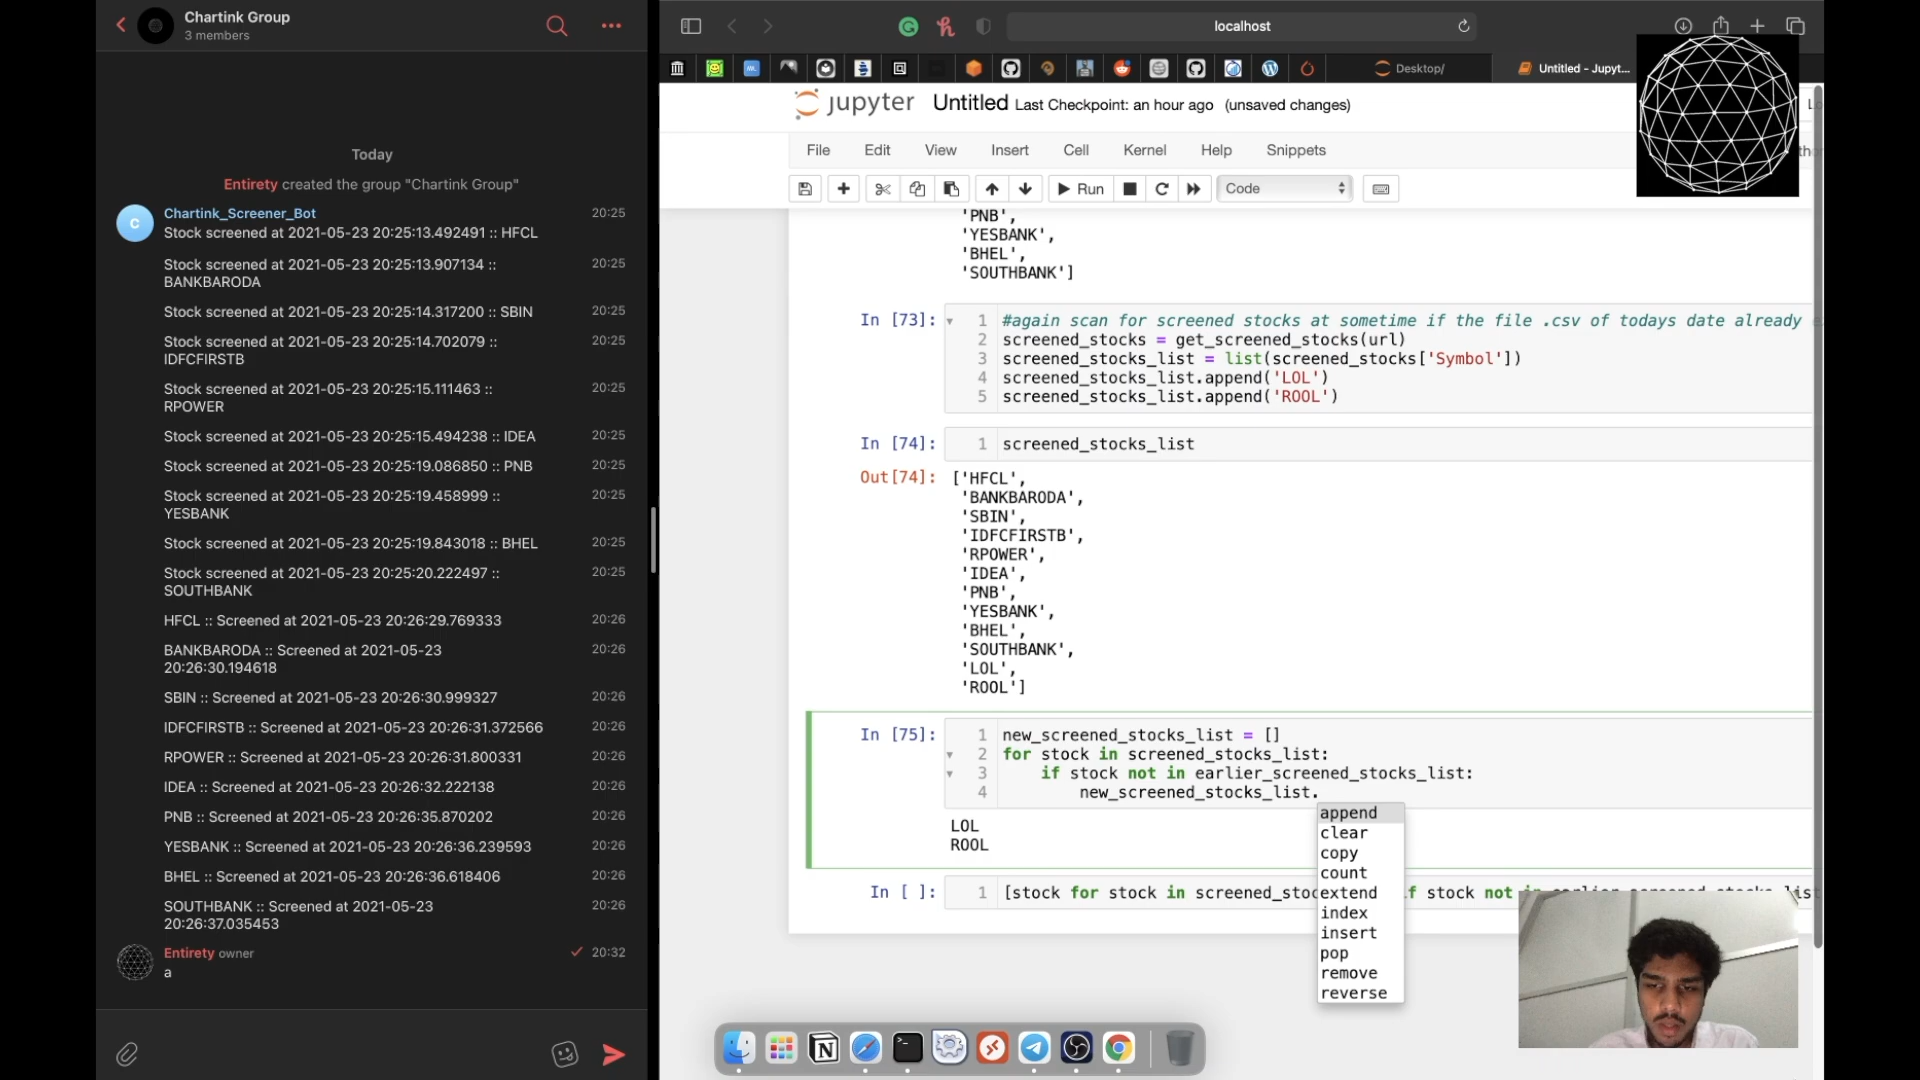 Chartink Group
3 members
Today
Entirety created the group "Chartink Group"
Chartink_Screener_Bot
20:25
C
Stock screened at 2021-05-23 20:25:13.492491 :: HFCL
Stock screened at 2021-05-23 20:25:13.907134 ::
20:25
BANKBARODA
Stock screened at 2021-05-23 20:25:14.317200 :: SBIN
20:25
Stock screened at 2021-05-23 20:25:14.702079 ::
20:25
IDFCFIRSTB
Stock screened at 2021-05-23 20:25:15.111463 ::
20:25
RPOWER
Stock screened at 2021-05-23 20:25:15.494238 :: IDEA
20:25
Stock screened at 2021-05-23 20:25:19.086850 :: PNB
20:25
Stock screened at 2021-05-23 20:25:19.458999 ::
20:25
YESBANK
Stock screened at 2021-05-23 20:25:19.843018 :: BHEL
20:25
Stock screened at 2021-05-23 20:25:20.222497 ::
20:25
SOUTHBANK
HFCL :: Screened at 2021-05-23 20:26:29.769333
20:26
BANKBARODA :: Screened at 2021-05-23
20:26
20:26:30.194618
SBIN :: Screened at 2021-05-23 20:26:30.999327
20:26
IDFCFIRSTB :: Screened at 2021-05-23 20:26:31.372566
20:26
RPOWER :: Screened at 2021-05-23 20:26:31.800331
20:26
IDEA :: Screened at 2021-05-23 20:26:32.222138
20:26
PNB :: Screened at 2021-05-23 20:26:35.870202
20:26
YESBANK :: Screened at 2021-05-23 20:26:36.239593
20:26
BHEL :: Screened at 2021-05-23 20:26:36.618406
20:26
SOUTHBANK :: Screened at 2021-05-23
20:26
20:26:37.035453
Entirety owner
20:32
a
localhost
Desktop/
Untitled - Jupyt...
jupyter Untitled Last Checkpoint: an hour ago (unsaved changes)
File Edit View Insert Cell Kernel Help Snippets
Run
Code
'PNB',
'YESBANK',
'BHEL',
'SOUTHBANK']
In [73]:
1 #again scan for screened stocks at sometime if the file .csv of todays date already
2 screened_stocks = get_screened_stocks(url)
3 screened_stocks_list = list(screened_stocks['Symbol'])
4 screened_stocks_list.append('LOL')
5 screened_stocks_list.append('ROOL')
In [74]:
1 screened_stocks_list
Out[74]:
['HFCL',
'BANKBARODA',
'SBIN',
'IDFCFIRSTB',
'RPOWER',
'IDEA',
'PNB',
'YESBANK',
'BHEL',
'SOUTHBANK',
'LOL',
'ROOL']
In [75]:
1 new_screened_stocks_list = []
2 for stock in screened_stocks_list:
3 if stock not in earlier_screened_stocks_list:
4 new_screened_stocks_list.
append
clear
copy
count
extend
index
insert
pop
remove
reverse
LOL
ROOL
In [ ]:
1 [stock for stock in screened_stoc if stock not in earlier_screened_stocks_list